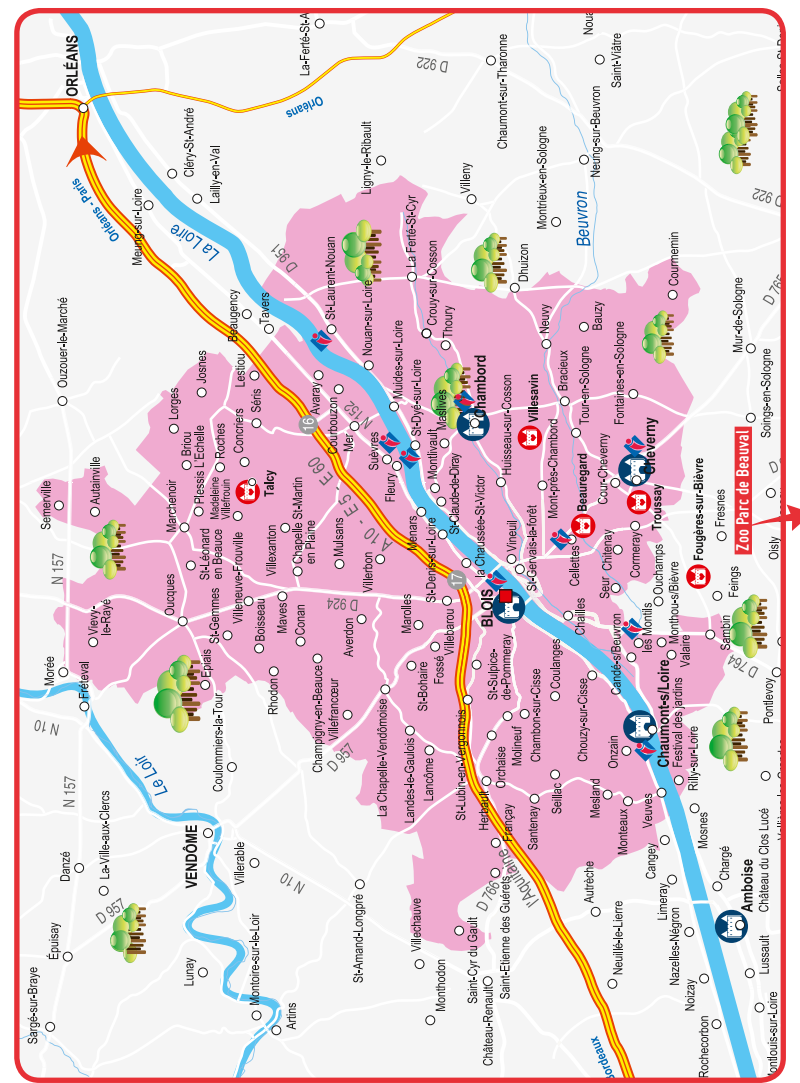 ORLÉANS
La-Ferté-St-A
D 922
Chaumont-sur-Tharonne
Noua
Saint-Viâtre
Orléans
Cléry-St-André
Lailly-en-Val
Ligny-le-Ribault
Villeny
Montrieux-en-Sologne
Neung-sur-Beuvron
D 922
Orléans - Paris
Meung-sur-Loire
La Loire
D 951
La Ferté-St-Cyr
Beuvron
Dhuizon
Courmemin
D 765
Ouzouer-le-Marché
Beaugency
Tavers
St-Laurent-Nouan
Nouan-sur-Loire
Crouy-sur-Cosson
Thoury
Neuvy
Bauzy
Mur-de-Sologne
Lorges
Josnes
Lestiou
Avaray
Muides-sur-Loire
St-Dyé-sur-Loire
Maslives
Chambord
Huisseau-sur-Cosson
Villesavin
Bracieux
Tour-en-Sologne
Fontaines-en-Sologne
Soings-en-Sologne
Briou
Plessis L'Echelle
Roches
Concriers
Séris
16
Courbouzon
Mer
N 152
Suèvres
Fleury
Montlivault
St-Claude-de-Diray
Mont-près-Chambord
Beauregard
Cour-Cheverny
Cheverny
Semerville
Autainville
Marchenoir
Madeleine
Villefrouin
Talcy
A 10 - E5 / E 60
Menars
la Chaussée-St-Victor
Vineuil
St-Gervais-la-forêt
Cellettes
Troussay
Fougères-sur-Bièvre
Fresnes
Zoo Parc de Beauval
Oisly
N 157
St-Léonard
en Beauce
Villexanton
Chapelle St-Martin
en Plaine
Mulsans
Villerbon
St-Denis-sur-Loire
17
Seur
Chitenay
Cormeray
Ouchamps
Feings
Oucques
St-Gemmes
Villeneuve-Frouville
Boisseau
Maves
Conan
D 924
Averdon
Marolles
Villebarou
BLOIS
Chailles
Candé-s/Beuvron
les Montils
Monthou-s/Bièvre
Valaire
Sambin
D 764
Vievy-
le-Rayé
Morée
Fréteval
Epiais
Rhodon
Champigny-en-Beauce
Villefrancœur
D 957
St-Bohaire
Fossé
St-Sulpice-
de-Pommeray
Coulanges
Chouzy-sur-Cisse
Chaumont-s/Loire
Festival des jardins
Pontlevoy
N 10
Coulommiers-la-Tour
La Chapelle-Vendômoise
Landes-le-Gaulois
Lancôme
St-Lubin-en-Vergonnois
Orchaise
Molineuf
Chambon-sur-Cisse
Onzain
Rilly-sur-Loire
N 157
Le Loir
Herbault
Françay
Santenay
Seillac
Mesland
Monteaux
Veuves
Mosnes
Danzé
La-Ville-aux-Clercs
VENDÔME
Villerable
N 10
l'Aquitaine
D 766
Cangey
Limeray
Chargé
Amboise
Château du Clos Lucé
D 957
Epuisay
Lunay
Montoire-sur-le-Loir
St-Amand-Longpré
Villechauve
Saint-Cyr du Gault
Saint-Etienne des Guérets
Autrèche
Neuillé-le-Lierre
Nazelles-Négron
Noizay
Lussault
Sargé-sur-Braye
Artins
Monthodon
Château-Renault
Bordeaux
Rochecorbon
Montlouis-sur-Loire